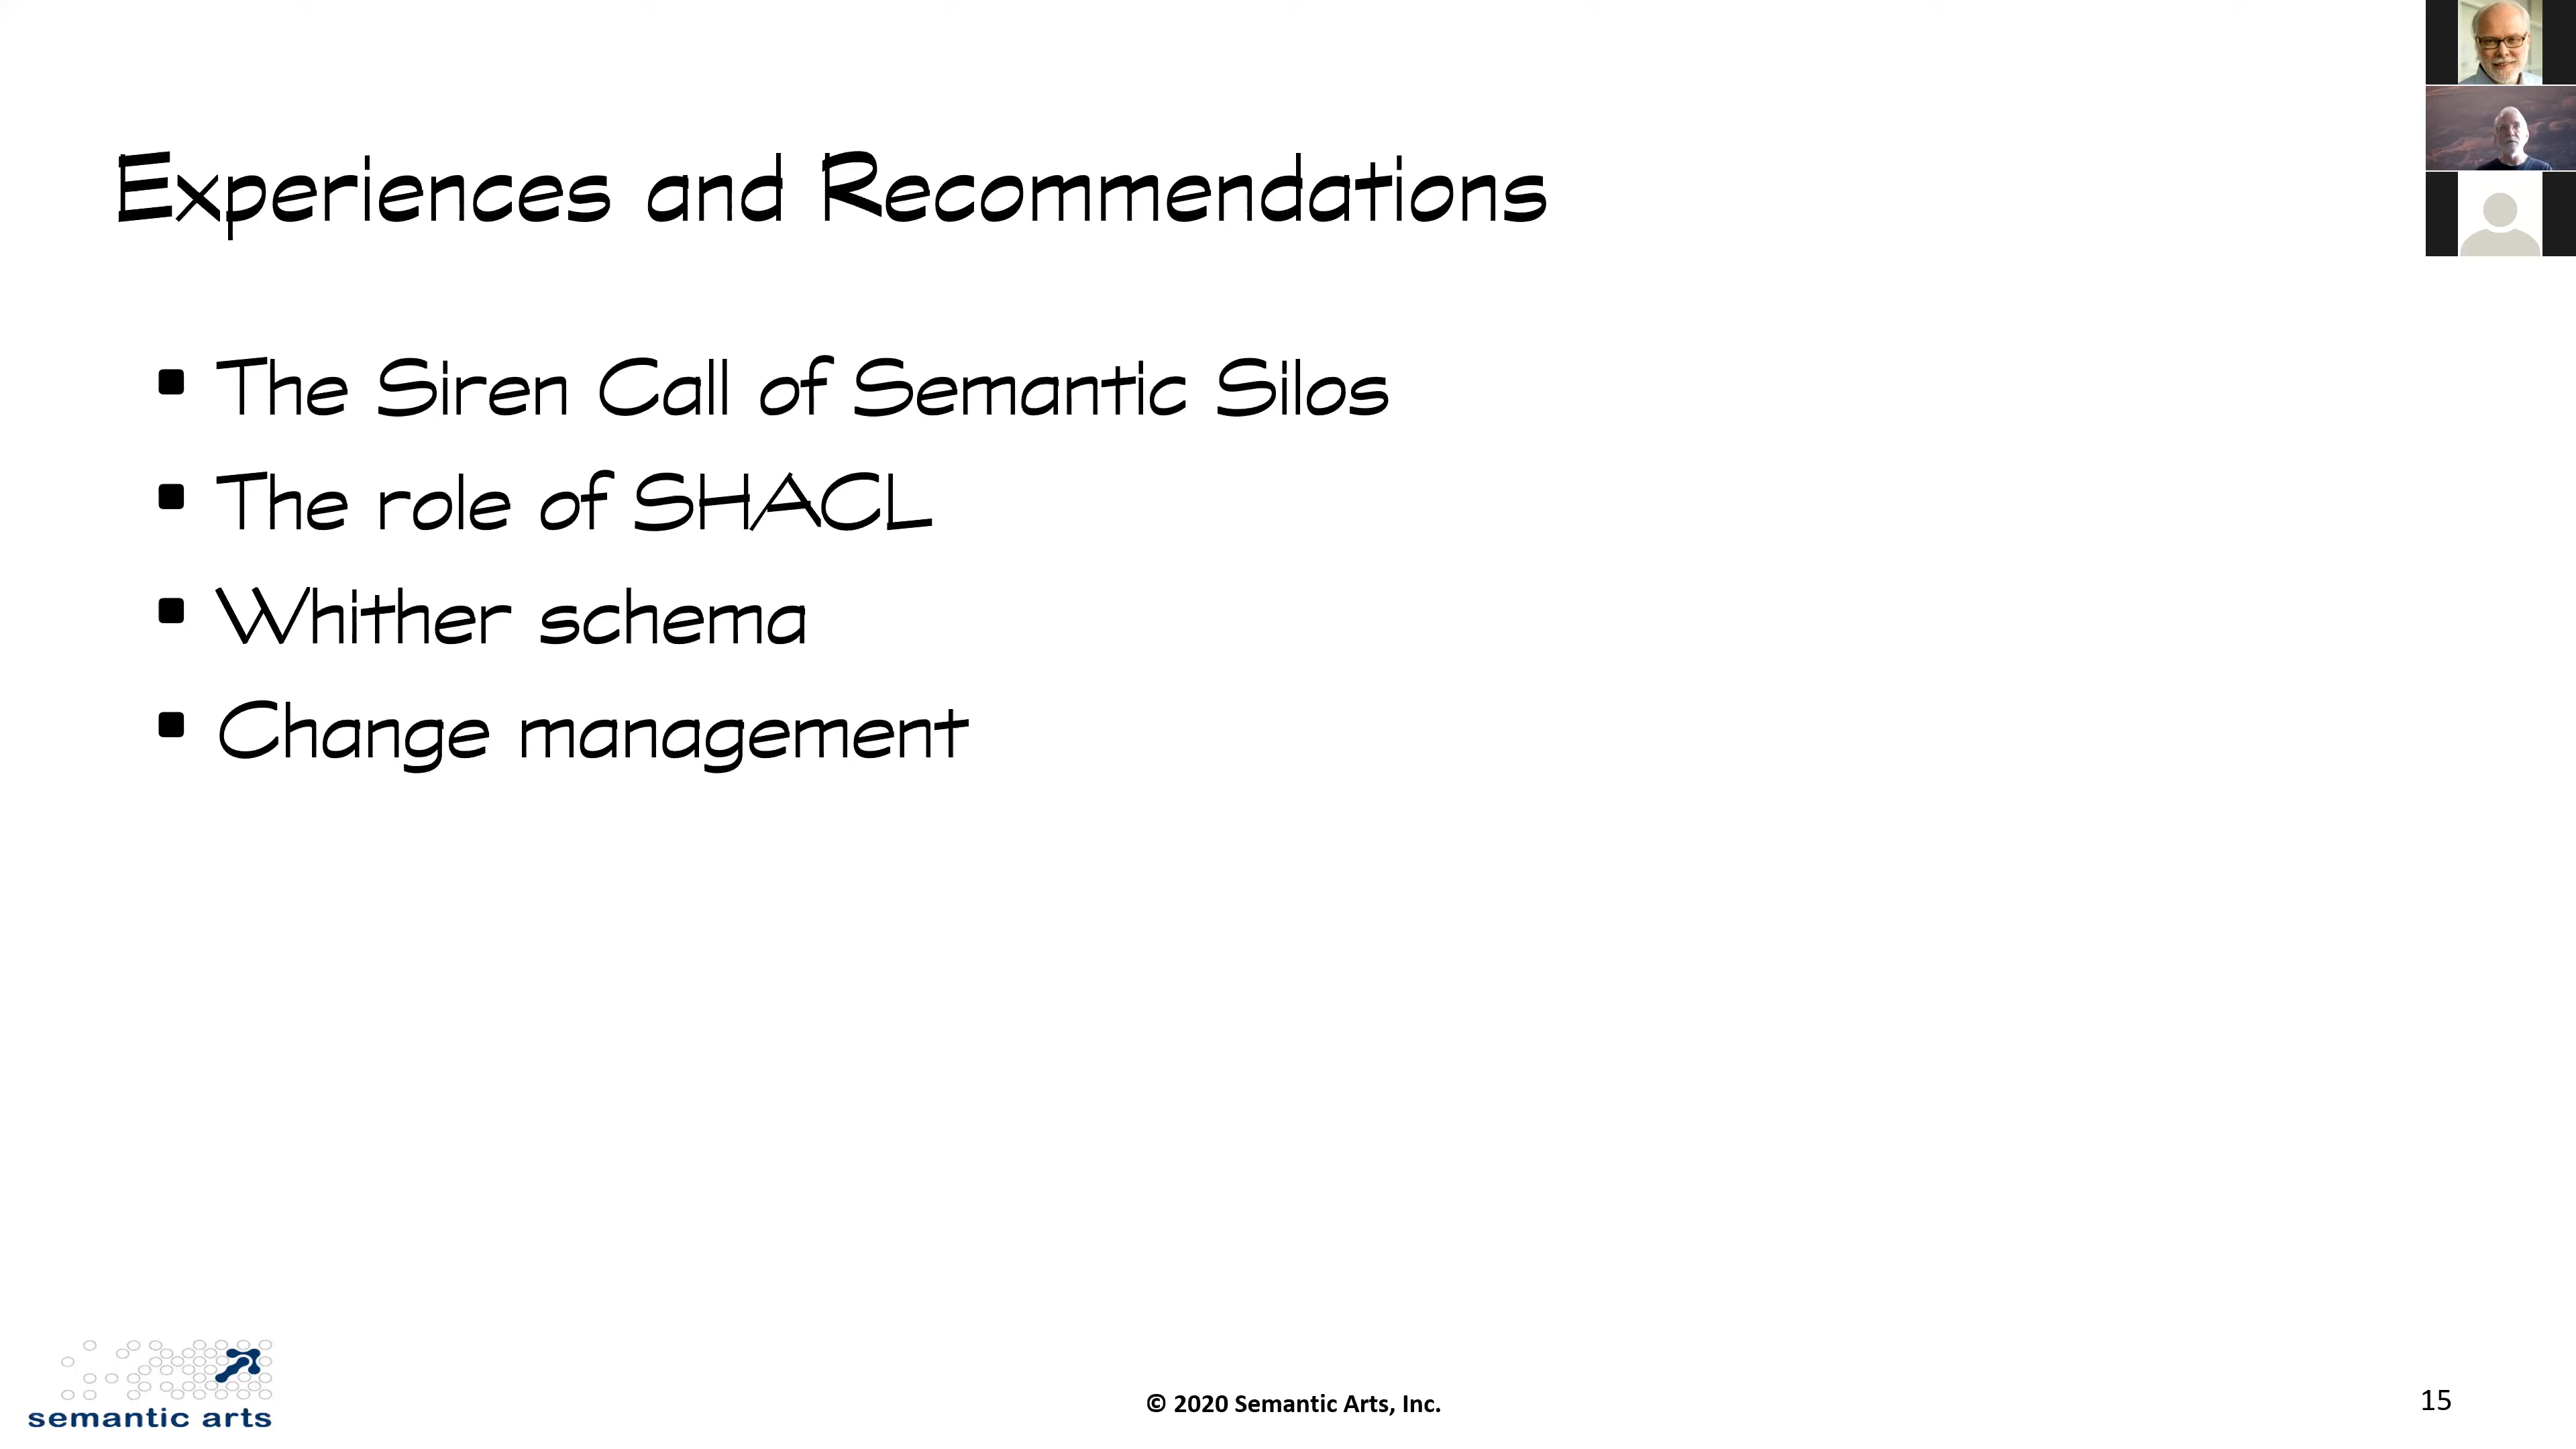 Experiences and Recommendations
▪ The Siren Call of Semantic Silos
▪ The role of SHACL
▪ Whither schema
▪ Change management
semantic arts
© 2020 Semantic Arts, Inc.
15